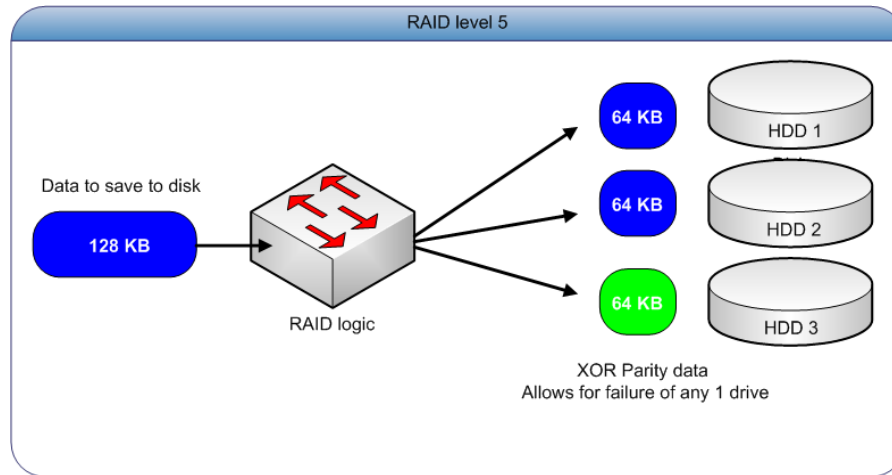 RAID level 5
64 KB
HDD 1
Data to save to disk
128 KB
64 KB
HDD 2
RAID logic
64 KB
HDD 3
XOR Parity data
Allows for failure of any 1 drive